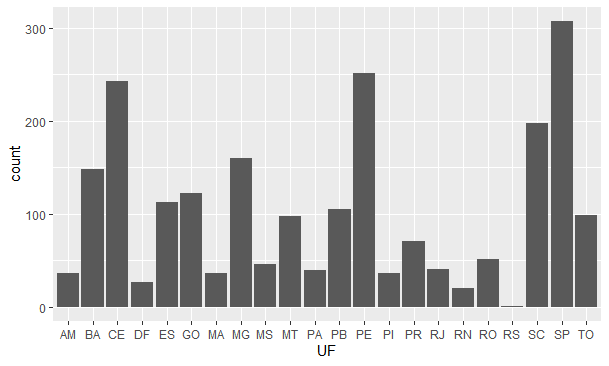 300
200
100
0
count
AM BA CE DF ES GO MA MG MS MT PA PB PE PI PR RJ RN RO RS SC SP TO
UF